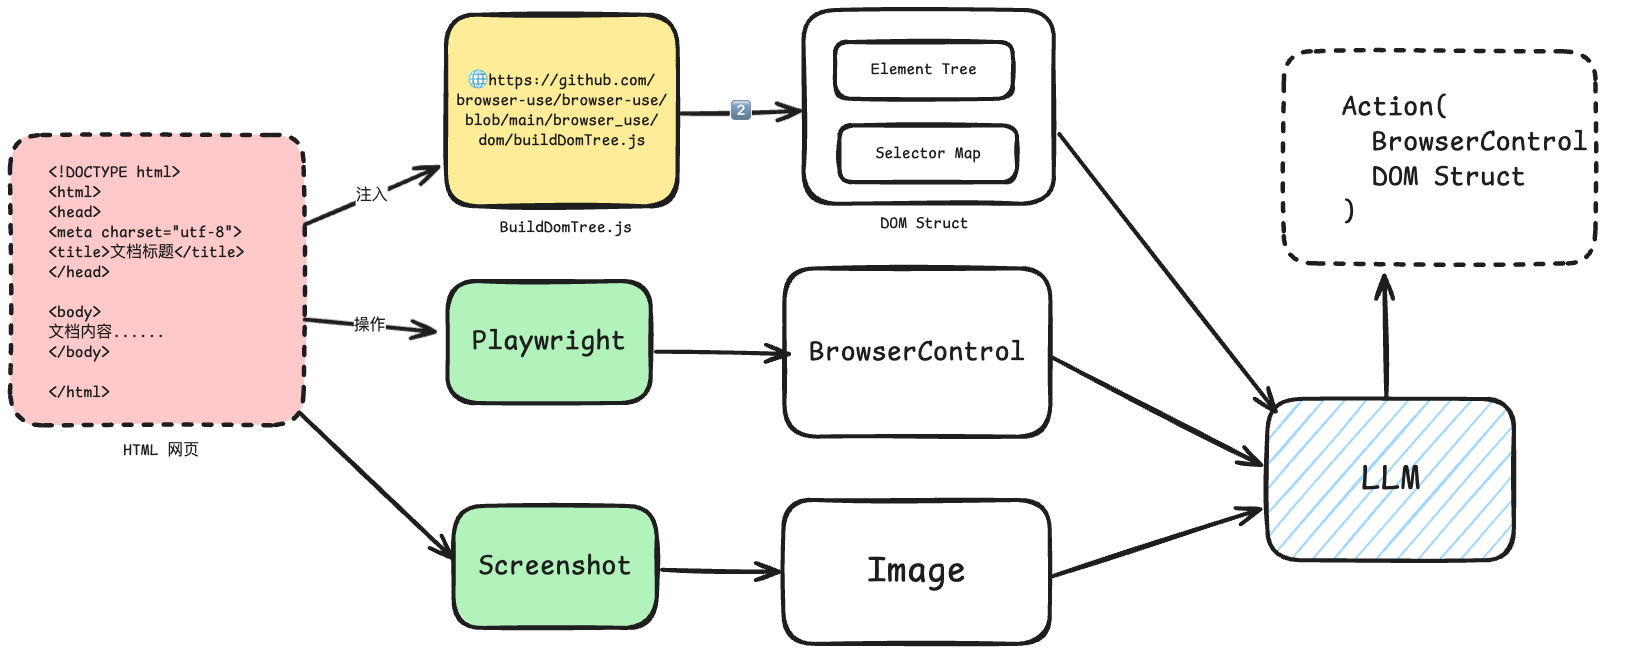 <!DOCTYPE html>
<html>
<head>
<meta charset="utf-8">
<title>文档标题</title>
</head>
<body>
文档内容......
</body>
</html>
HTML 网页
注入
操作
🌐https://github.com/
browser-use/browser-use/
blob/main/browser_use/
dom/buildDomTree.js
BuildDomTree.js
2
Element Tree
Selector Map
DOM Struct
Playwright
BrowserControl
Screenshot
Image
LLM
Action(
BrowserControl
DOM Struct
)